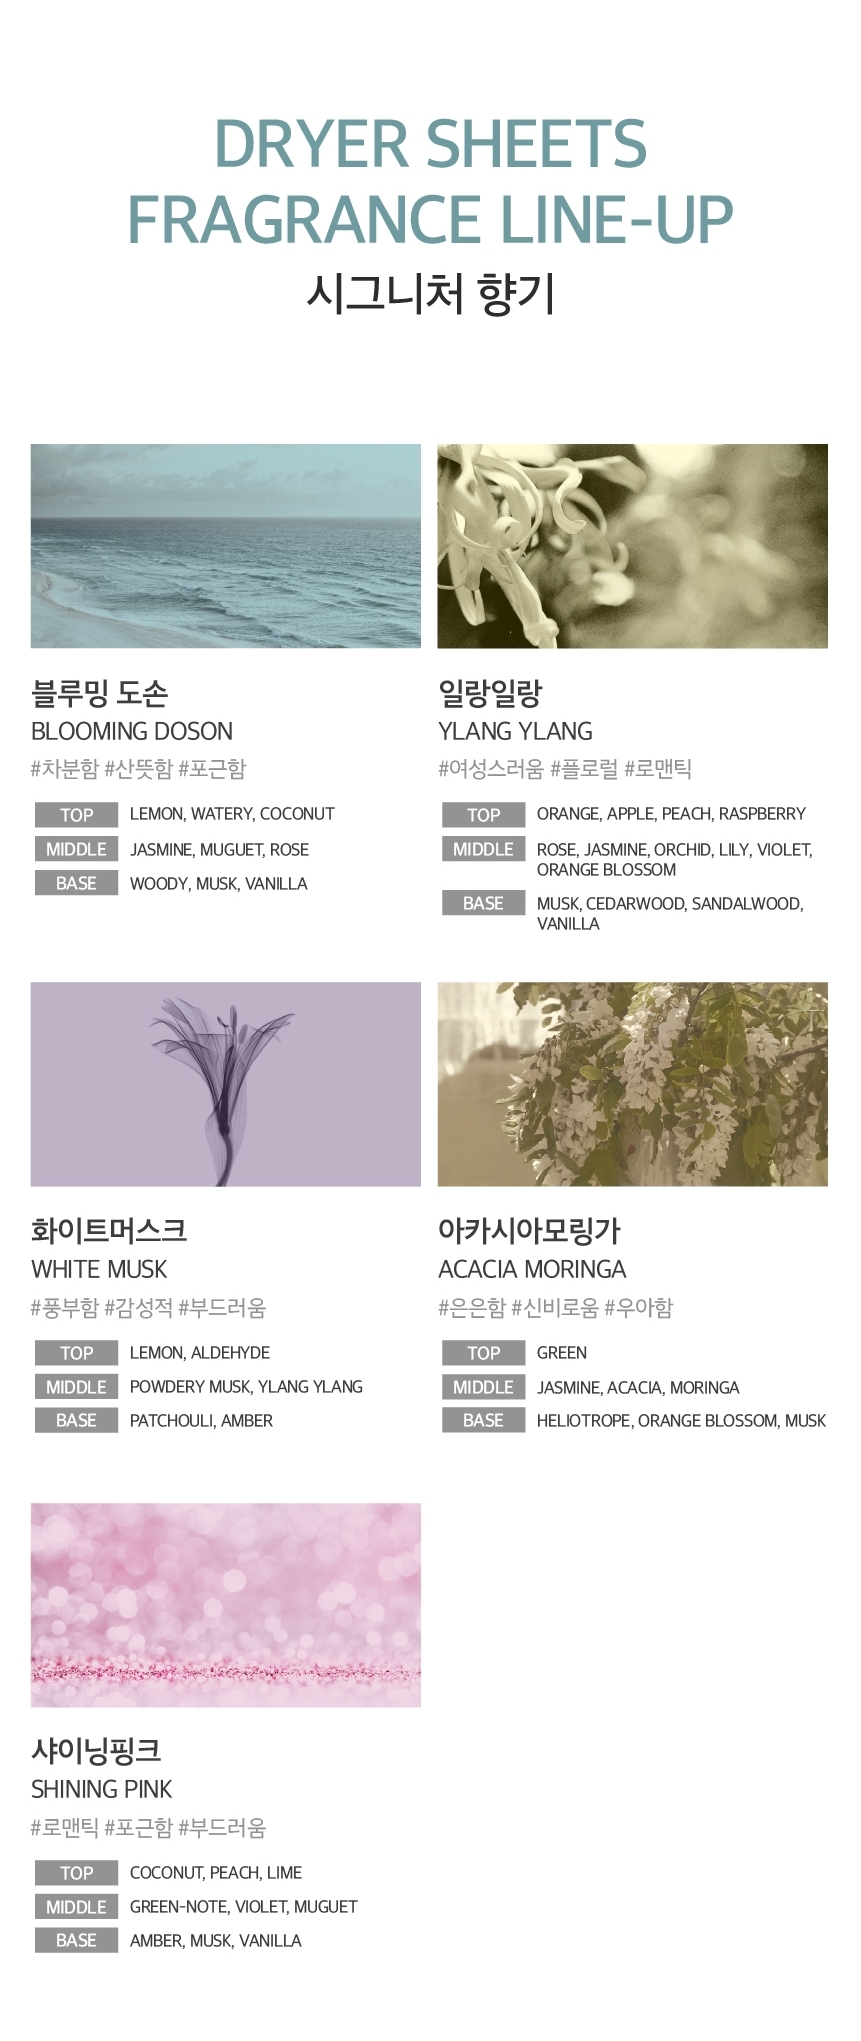 DRYER SHEETS
FRAGRANCE LINE-UP
시그니처 향기
블루밍 도손
BLOOMING DOSON
#차분함 #산뜻함 #포근함
TOP LEMON, WATERY, COCONUT
MIDDLE JASMINE, MUGUET, ROSE
BASE WOODY, MUSK, VANILLA
일랑일랑
YLANG YLANG
#여성스러움 #플로럴 #로맨틱
TOP ORANGE, APPLE, PEACH, RASPBERRY
MIDDLE ROSE, JASMINE, ORCHID, LILY, VIOLET,
ORANGE BLOSSOM
BASE MUSK, CEDARWOOD, SANDALWOOD,
VANILLA
화이트머스크
WHITE MUSK
#풍부함 #감성적 #부드러움
TOP LEMON, ALDEHYDE
MIDDLE POWDERY MUSK, YLANG YLANG
BASE PATCHOULI, AMBER
아카시아모링가
ACACIA MORINGA
#은은함 #신비로움 #우아함
TOP GREEN
MIDDLE JASMINE, ACACIA, MORINGA
BASE HELIOTROPE, ORANGE BLOSSOM, MUSK
샤이닝핑크
SHINING PINK
#로맨틱 #포근함 #부드러움
TOP COCONUT, PEACH, LIME
MIDDLE GREEN-NOTE, VIOLET, MUGUET
BASE AMBER, MUSK, VANILLA